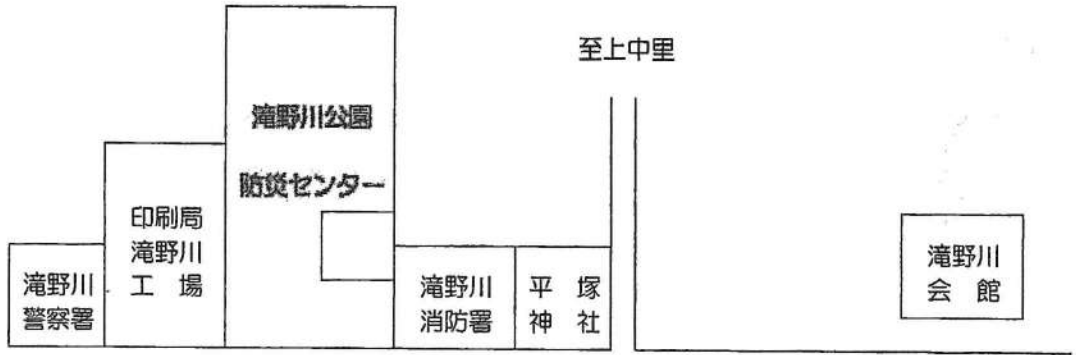 至上中里
滝野川公園
防災センター
印刷局
滝野川
工場
滝野川
警察署
滝野川
消防署
平塚
神社
滝野川
会館